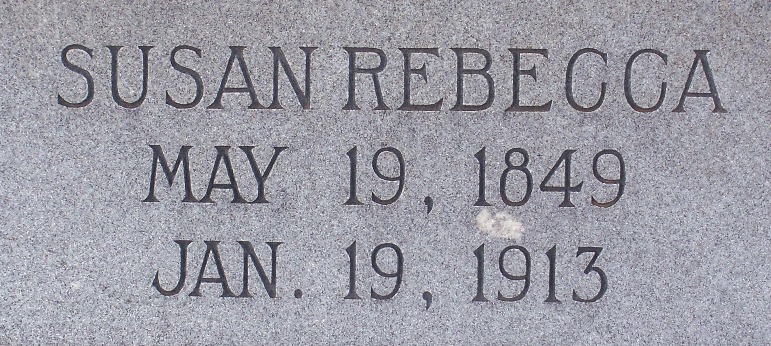 SUSAN REBECCA
MAY 19, 1849
JAN. 19, 1913